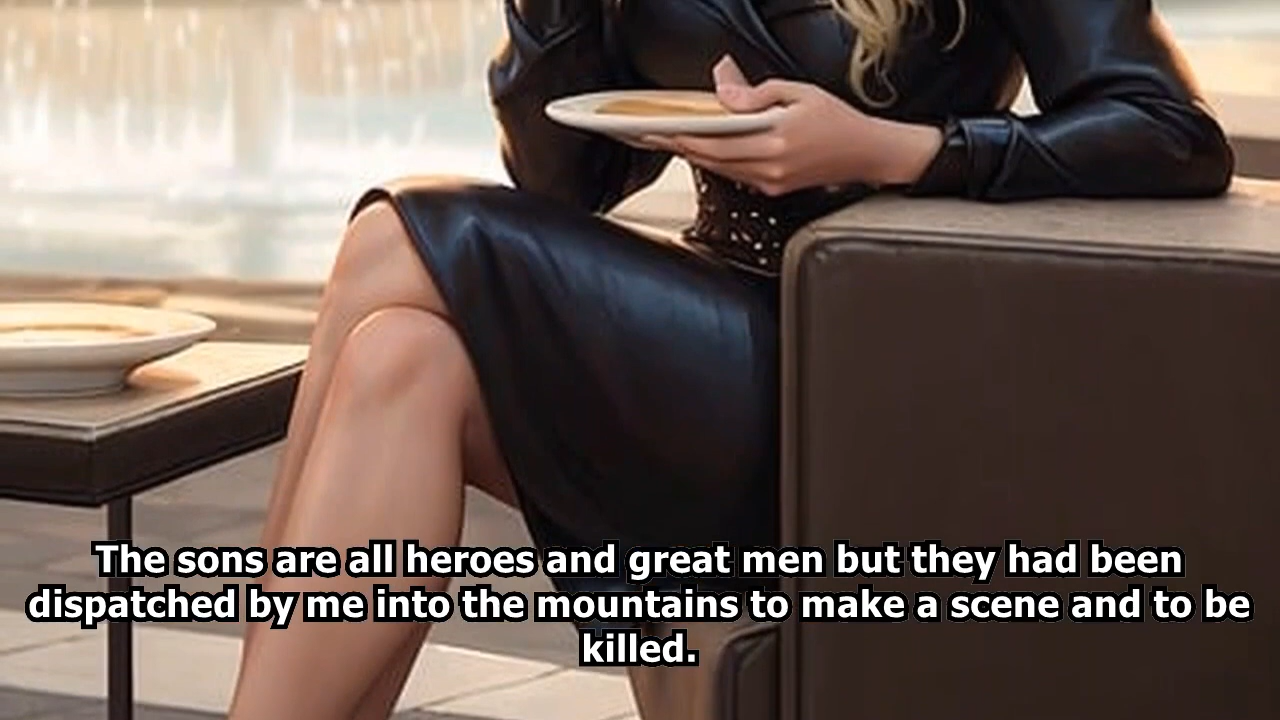 The sons are all heroes and great men but they had been
dispatched by me into the mountains to make a scene and to be
killed.